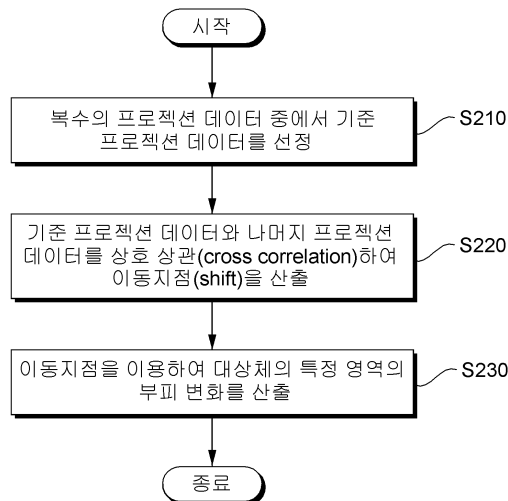 시작
복수의 프로젝션 데이터 중에서 기준
프로젝션 데이터를 선정
S210
기준 프로젝션 데이터와 나머지 프로젝션
데이터를 상호 상관(cross correlation)하여
이동지점(shift)을 산출
S220
이동지점을 이용하여 대상체의 특정 영역의
부피 변화를 산출
S230
종료